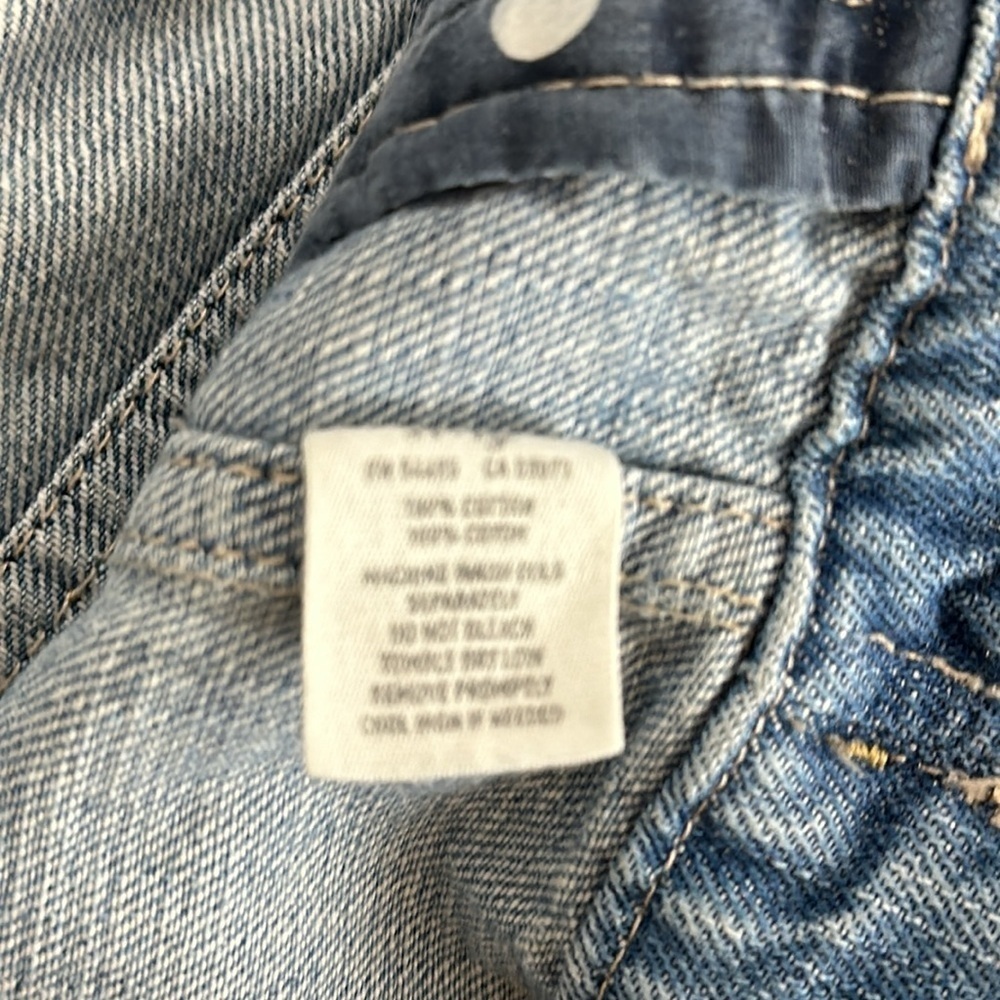 100% COTTON
100% COTTON
MACHINE WASH COLD
SEPARATELY
DO NOT BLEACH
TUMBLE DRY LOW
REMOVE PROMPTLY
COOL IRON IF NEEDED